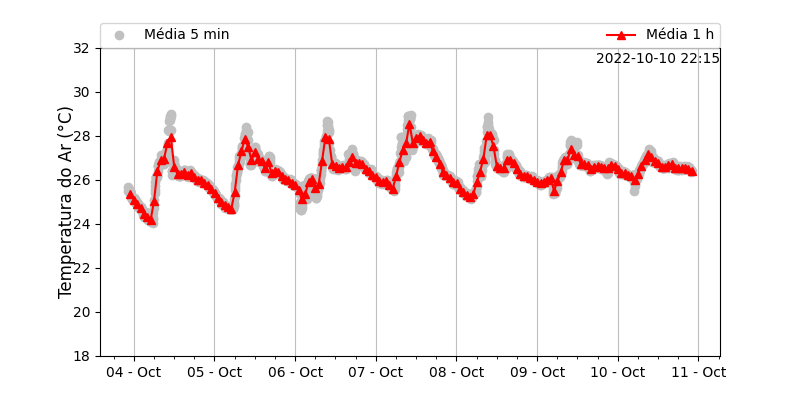 Média 5 min
Média 1 h
2022-10-10 22:15
Temperatura do Ar (°C)
32
30
28
26
24
22
20
18
04 - Oct
05 - Oct
06 - Oct
07 - Oct
08 - Oct
09 - Oct
10 - Oct
11 - Oct